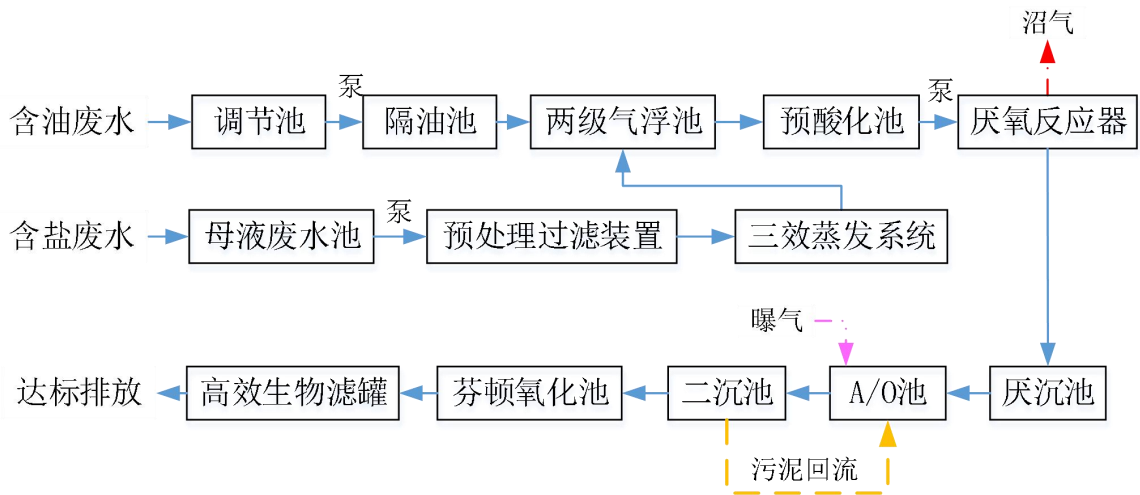 沼气
含油废水
调节池
泵
隔油池
两级气浮池
预酸化池
泵
厌氧反应器
含盐废水
母液废水池
泵
预处理过滤装置
三效蒸发系统
曝气
达标排放
高效生物滤罐
芬顿氧化池
二沉池
A/O池
厌沉池
污泥回流